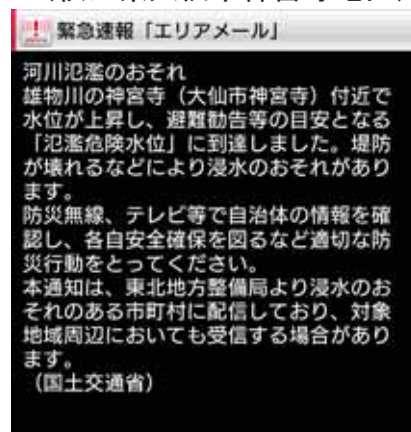 緊急速報「エリアメール」
河川氾濫のおそれ
雄物川の神宮寺（大仙市神宮寺）付近で
水位が上昇し、避難勧告等の目安となる
「氾濫危険水位」に到達しました。堤防
が壊れるなどにより浸水のおそれがあり
ます。
防災無線、テレビ等で自治体の情報を確
認し、各自安全確保を図るなど適切な防
災行動をとってください。
本通知は、東北地方整備局より浸水のお
それのある市町村に配信しており、対象
地域周辺においても受信する場合があり
ます。
（国土交通省）